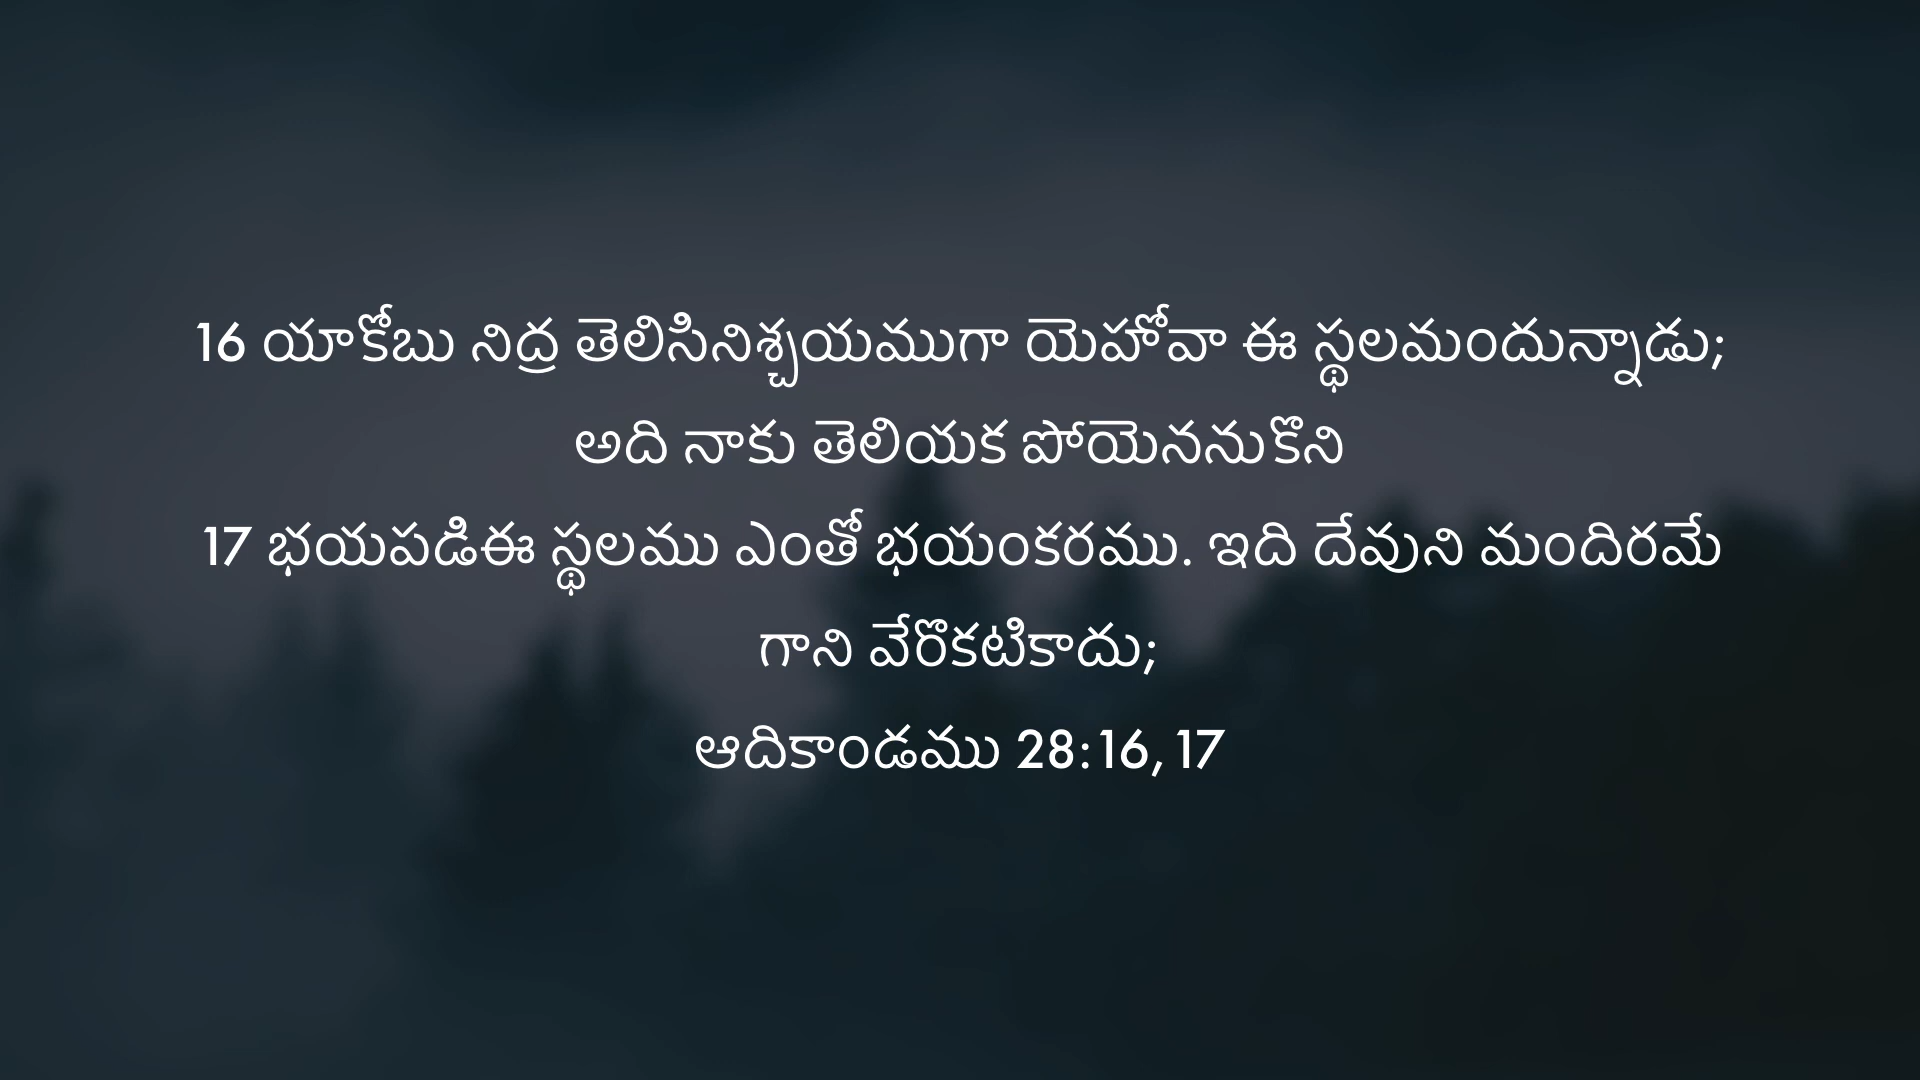 16 యాకోబు నిద్ర తెలిసినిశ్చయముగా యెహోవా ఈ స్థలమందున్నాడు;
అది నాకు తెలియక పోయెననుకొని
17 భయపడిఈ స్థలము ఎంతో భయంకరము. ఇది దేవుని మందిరమే
గాని వేరొకటికాదు;
ఆదికాండము 28:16, 17